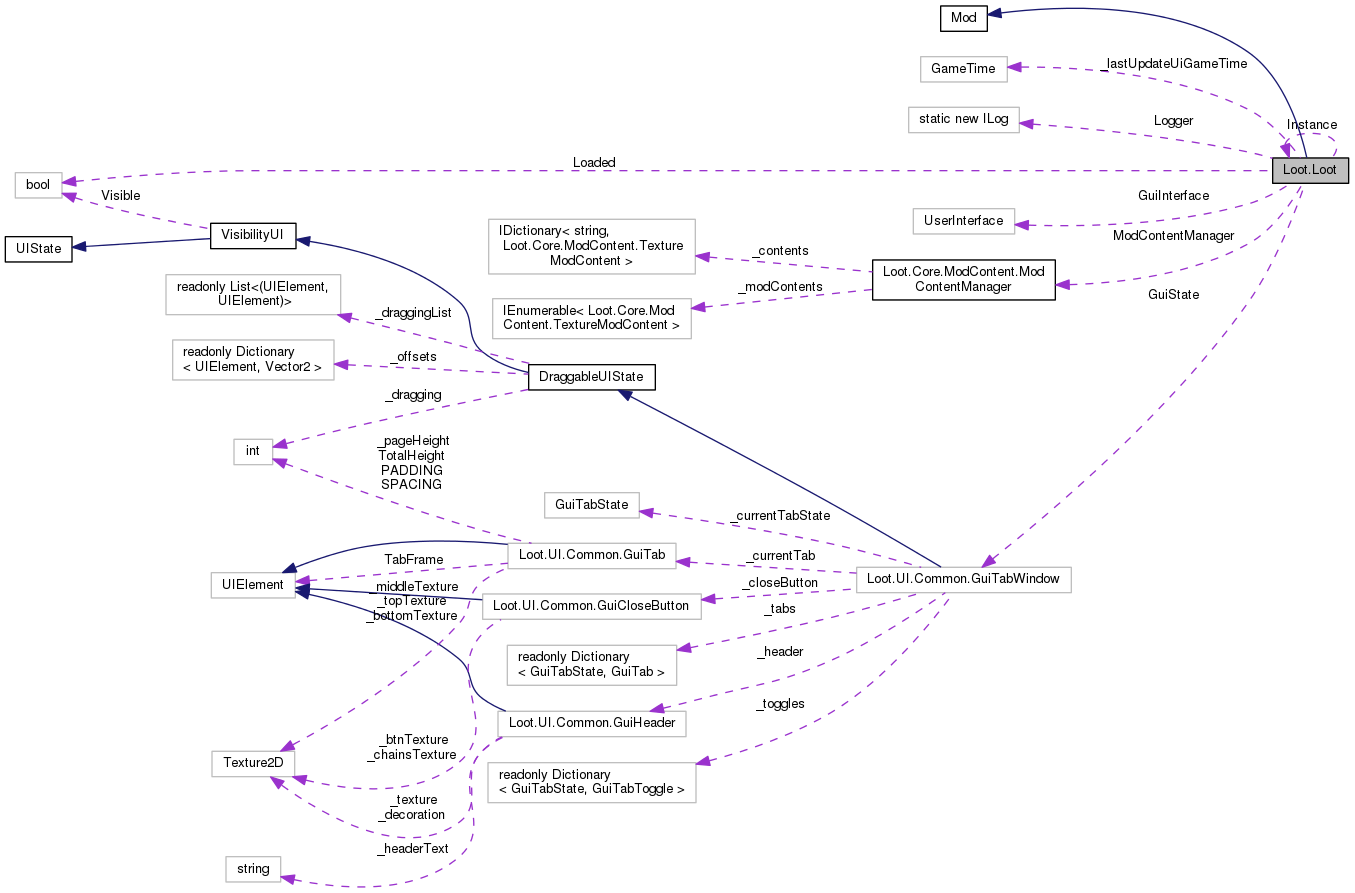 Mod
GameTime
_lastUpdateUiGameTime
static new ILog
Logger
Instance
Loot.Loot
Loaded
bool
Visible
GuiInterface
UserInterface
ModContentManager
UIState
VisibilityUI
IDictionary< string,
Loot.Core.ModContent.Texture
ModContent >
_contents
Loot.Core.ModContent.Mod
ContentManager
_modContents
IEnumerable< Loot.Core.Mod
Content.TextureModContent >
GuiState
readonly List<(UIElement,
UIElement)>
_draggingList
readonly Dictionary
< UIElement, Vector2 >
_offsets
DraggableUIState
_dragging
int
_pageHeight
TotalHeight
PADDING
SPACING
GuiTabState
_currentTabState
Loot.UI.Common.GuiTab
_currentTab
TabFrame
UIElement
Loot.UI.Common.GuiTabWindow
_closeButton
_middleTexture
_topTexture
_bottomTexture
Loot.UI.Common.GuiCloseButton
_tabs
readonly Dictionary
< GuiTabState, GuiTab >
_header
Loot.UI.Common.GuiHeader
_toggles
_btnTexture
_chainsTexture
Texture2D
readonly Dictionary
< GuiTabState, GuiTabToggle >
_texture
_decoration
_headerText
string